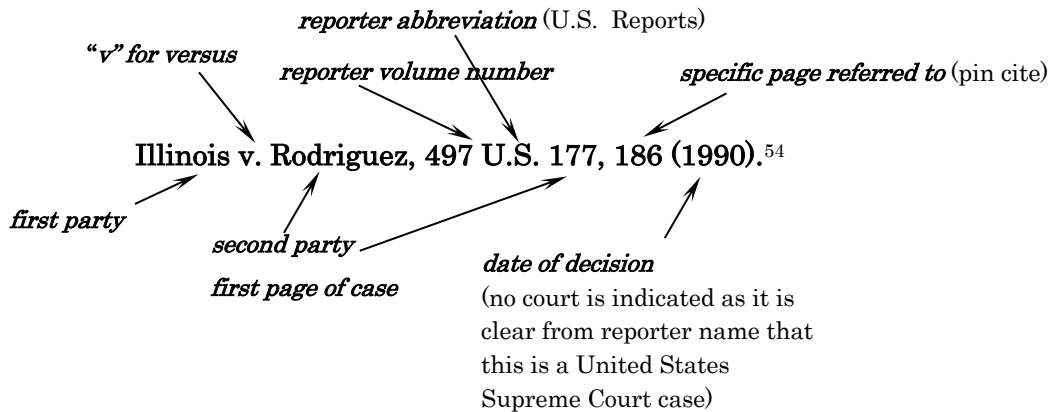 reporter abbreviation (U.S. Reports)
“v” for versus
reporter volume number
specific page referred to (pin cite)
Illinois v. Rodriguez, 497 U.S. 177, 186 (1990).54
first party
second party
first page of case
date of decision
(no court is indicated as it is
clear from reporter name that
this is a United States
Supreme Court case)